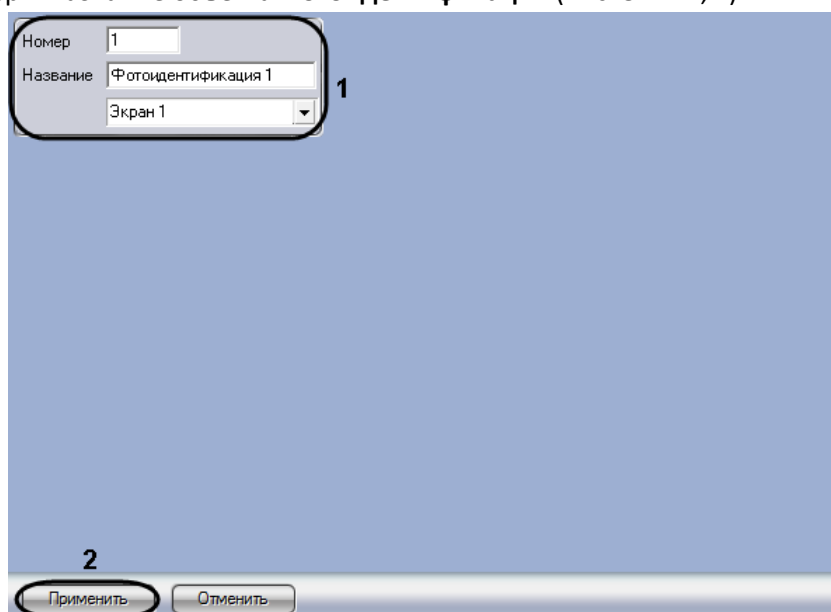 Номер 1
Название Фотоидентификация 1
Экран 1
1
2
Применить Отменить